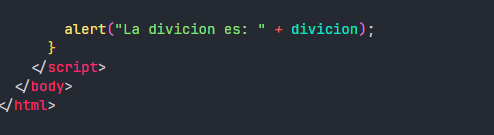 alert("La divicion es: " + divicion);
}
</script>
</body>
</html>